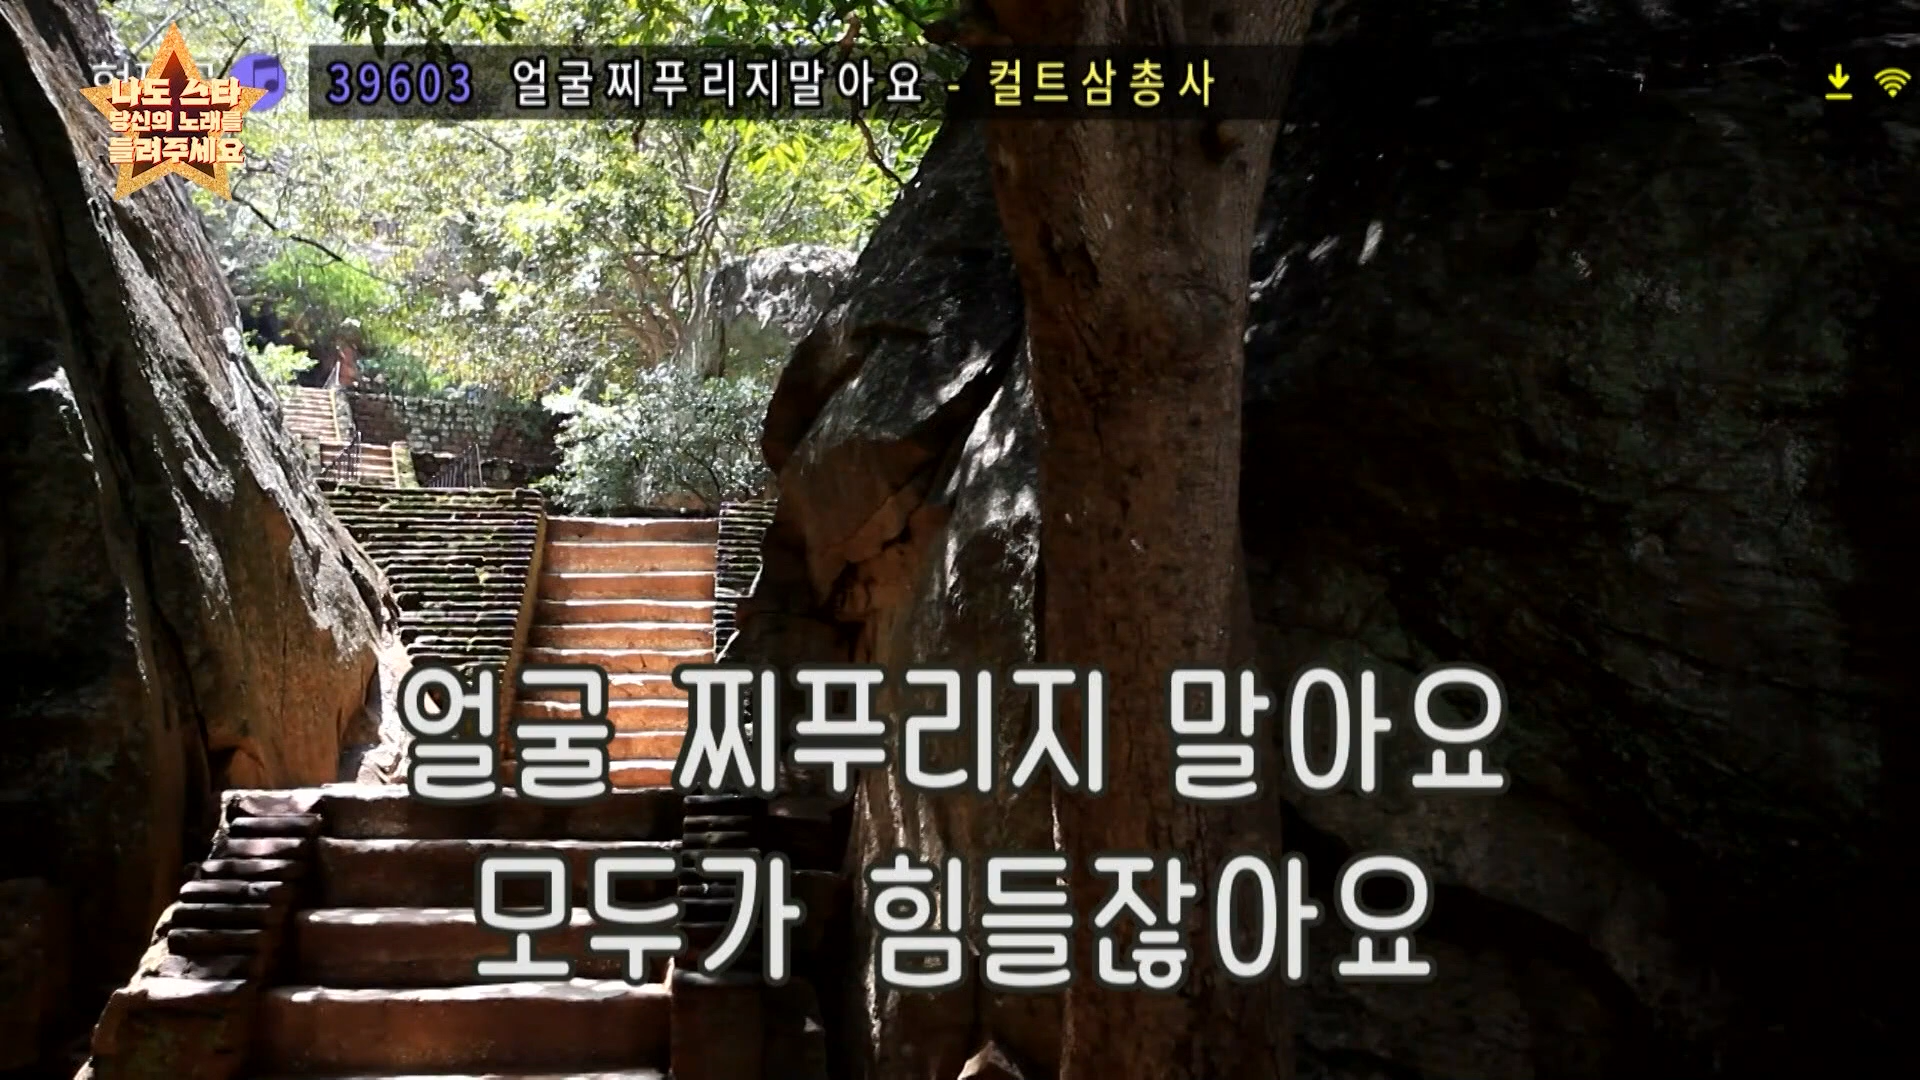 나도 스타
당신의 노래를
들려주세요
39603 얼굴찌푸리지말아요 - 컬트삼총사
얼굴 찌푸리지 말아요
모두가 힘들잖아요